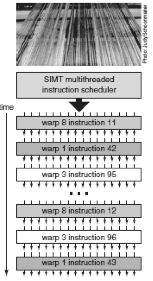 Photo: Judy Schoonmaker
SIMT multithreaded
instruction scheduler
time
warp 8 instruction 11
warp 1 instruction 42
warp 3 instruction 95
warp 8 instruction 12
warp 3 instruction 96
warp 1 instruction 43